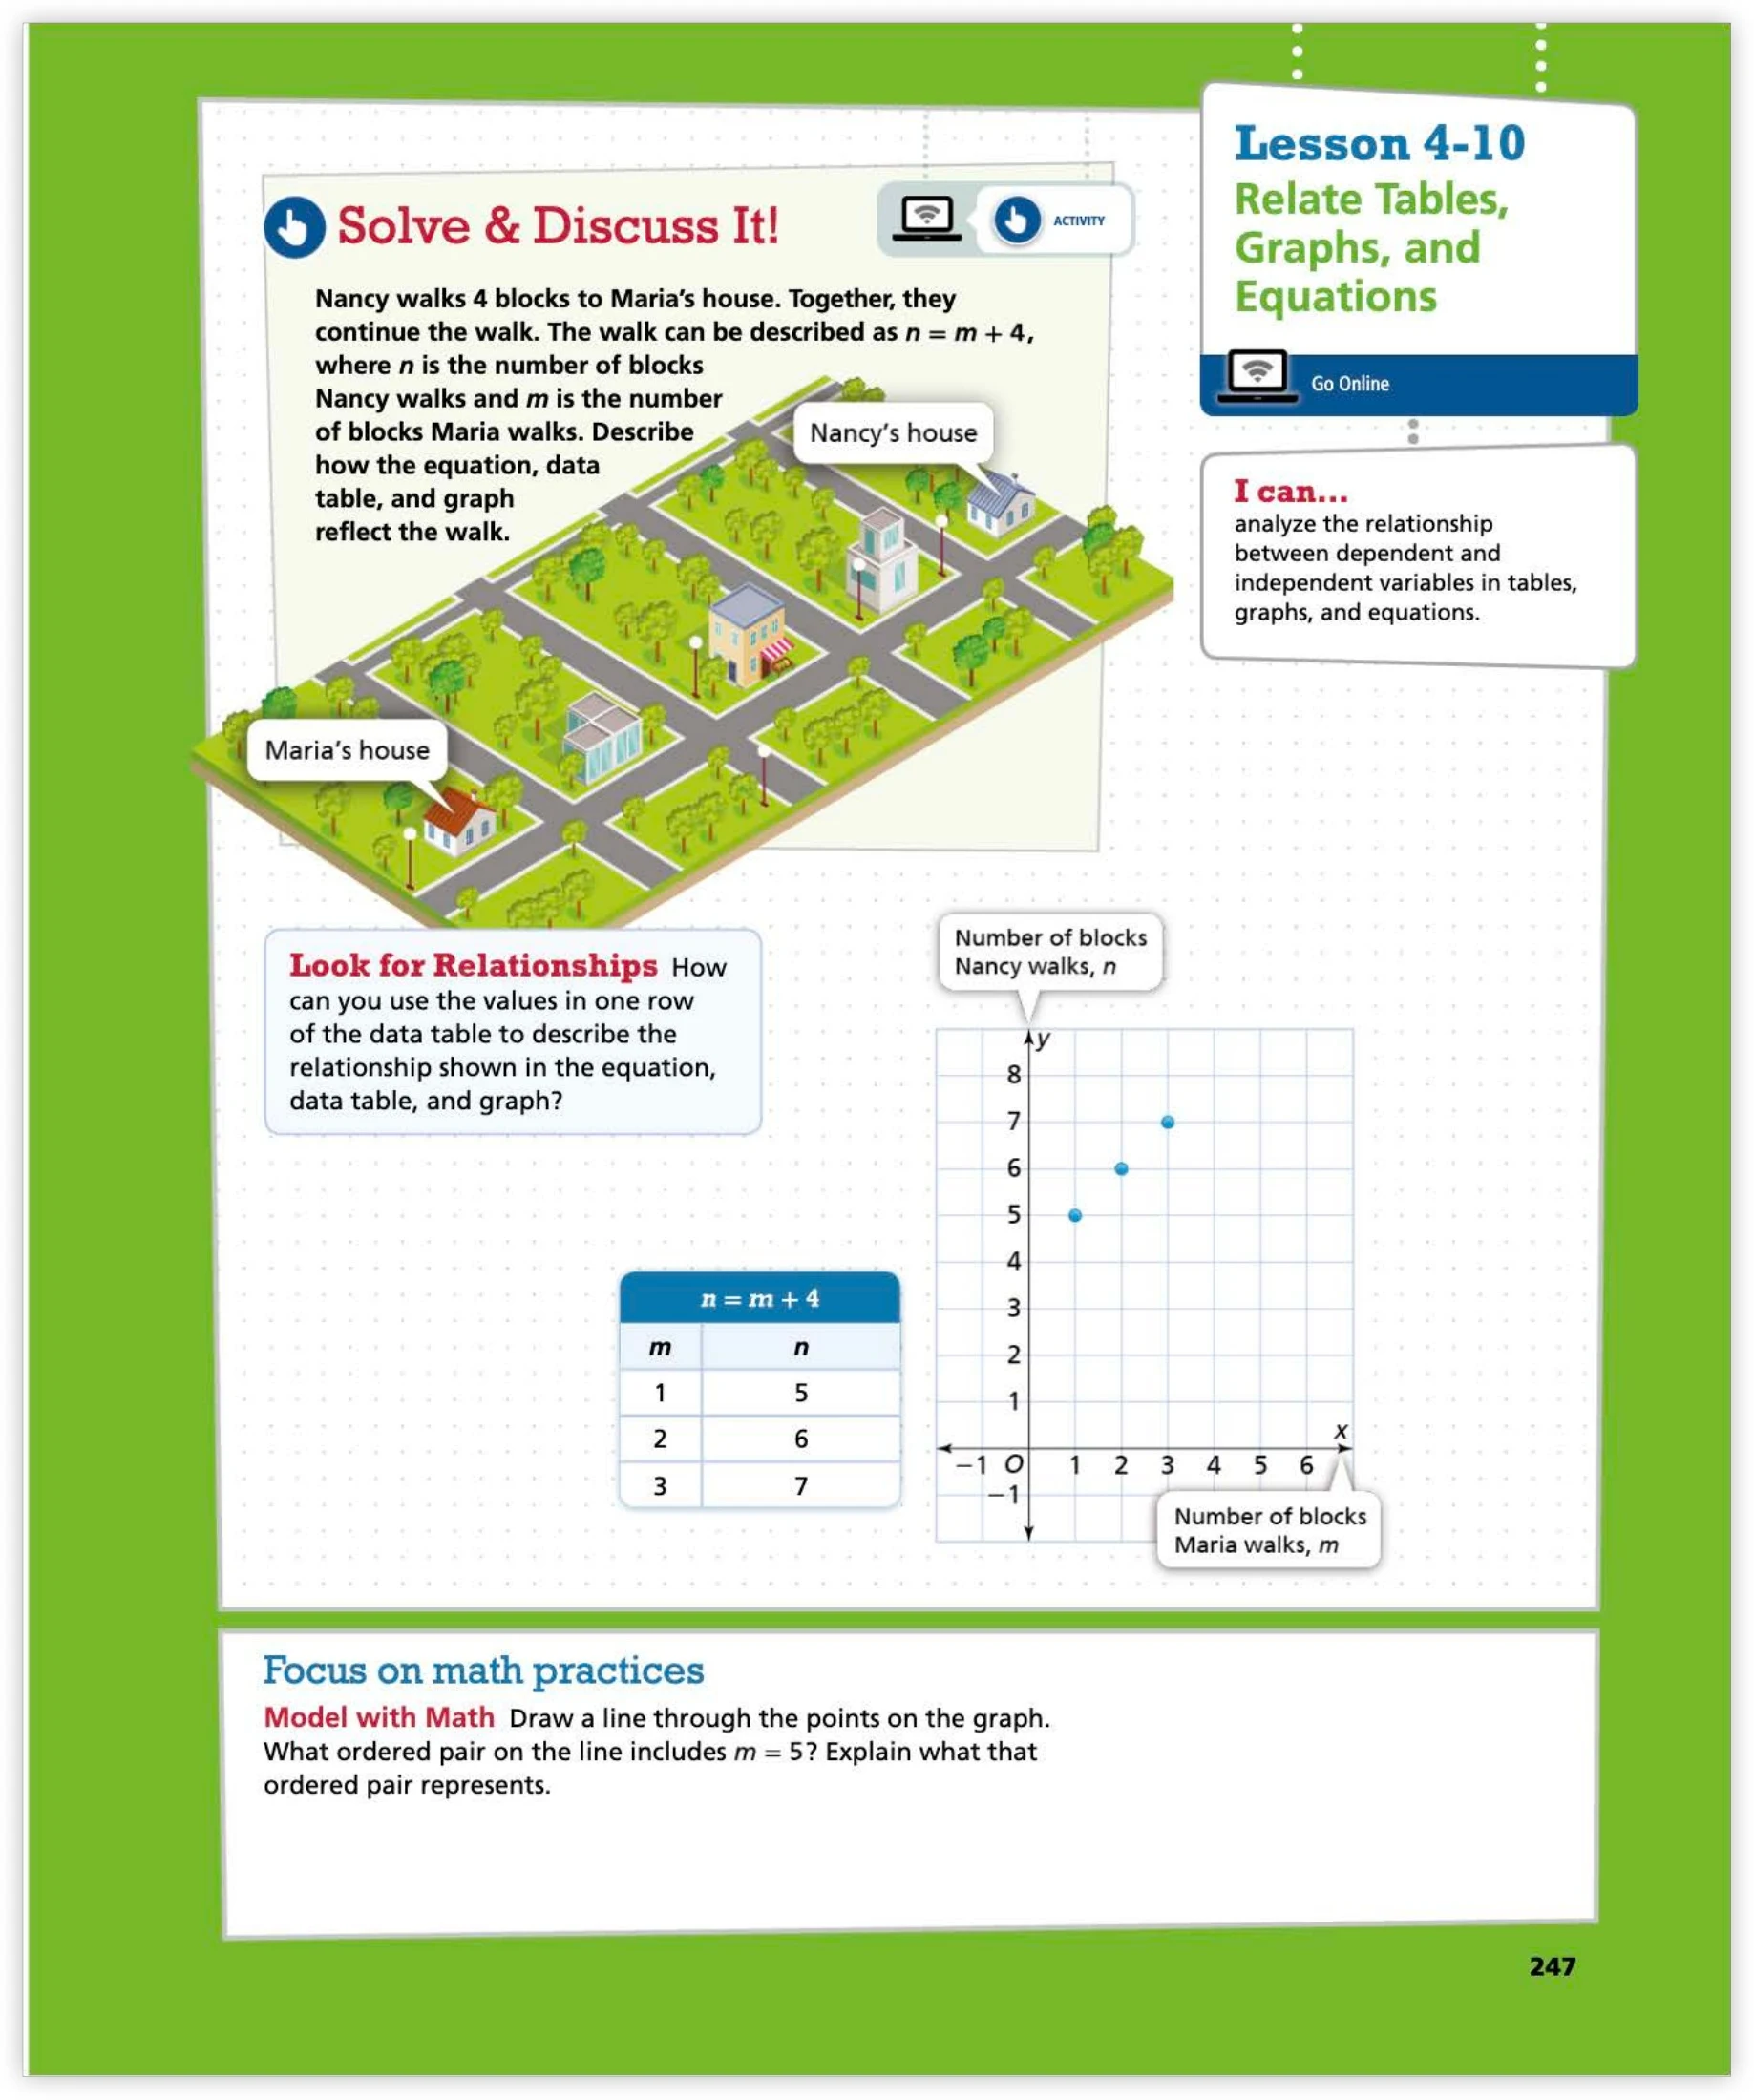 Lesson 4-10
Relate Tables,
Graphs, and
Equations
Go Online
I can...
analyze the relationship
between dependent and
independent variables in tables,
graphs, and equations.
Solve & Discuss It!
ACTIVITY
Nancy walks 4 blocks to Maria’s house. Together, they
continue the walk. The walk can be described as n = m + 4,
where n is the number of blocks
Nancy walks and m is the number
of blocks Maria walks. Describe
how the equation, data
table, and graph
reflect the walk.
Nancy’s house
Maria’s house
Look for Relationships How
can you use the values in one row
of the data table to describe the
relationship shown in the equation,
data table, and graph?
n = m + 4
m n
1 5
2 6
3 7
Number of blocks
Nancy walks, n
y
8
7
6
5
4
3
2
1
x
−1 O 1 2 3 4 5 6
−1
Number of blocks
Maria walks, m
Focus on math practices
Model with Math Draw a line through the points on the graph.
What ordered pair on the line includes m = 5? Explain what that
ordered pair represents.
247